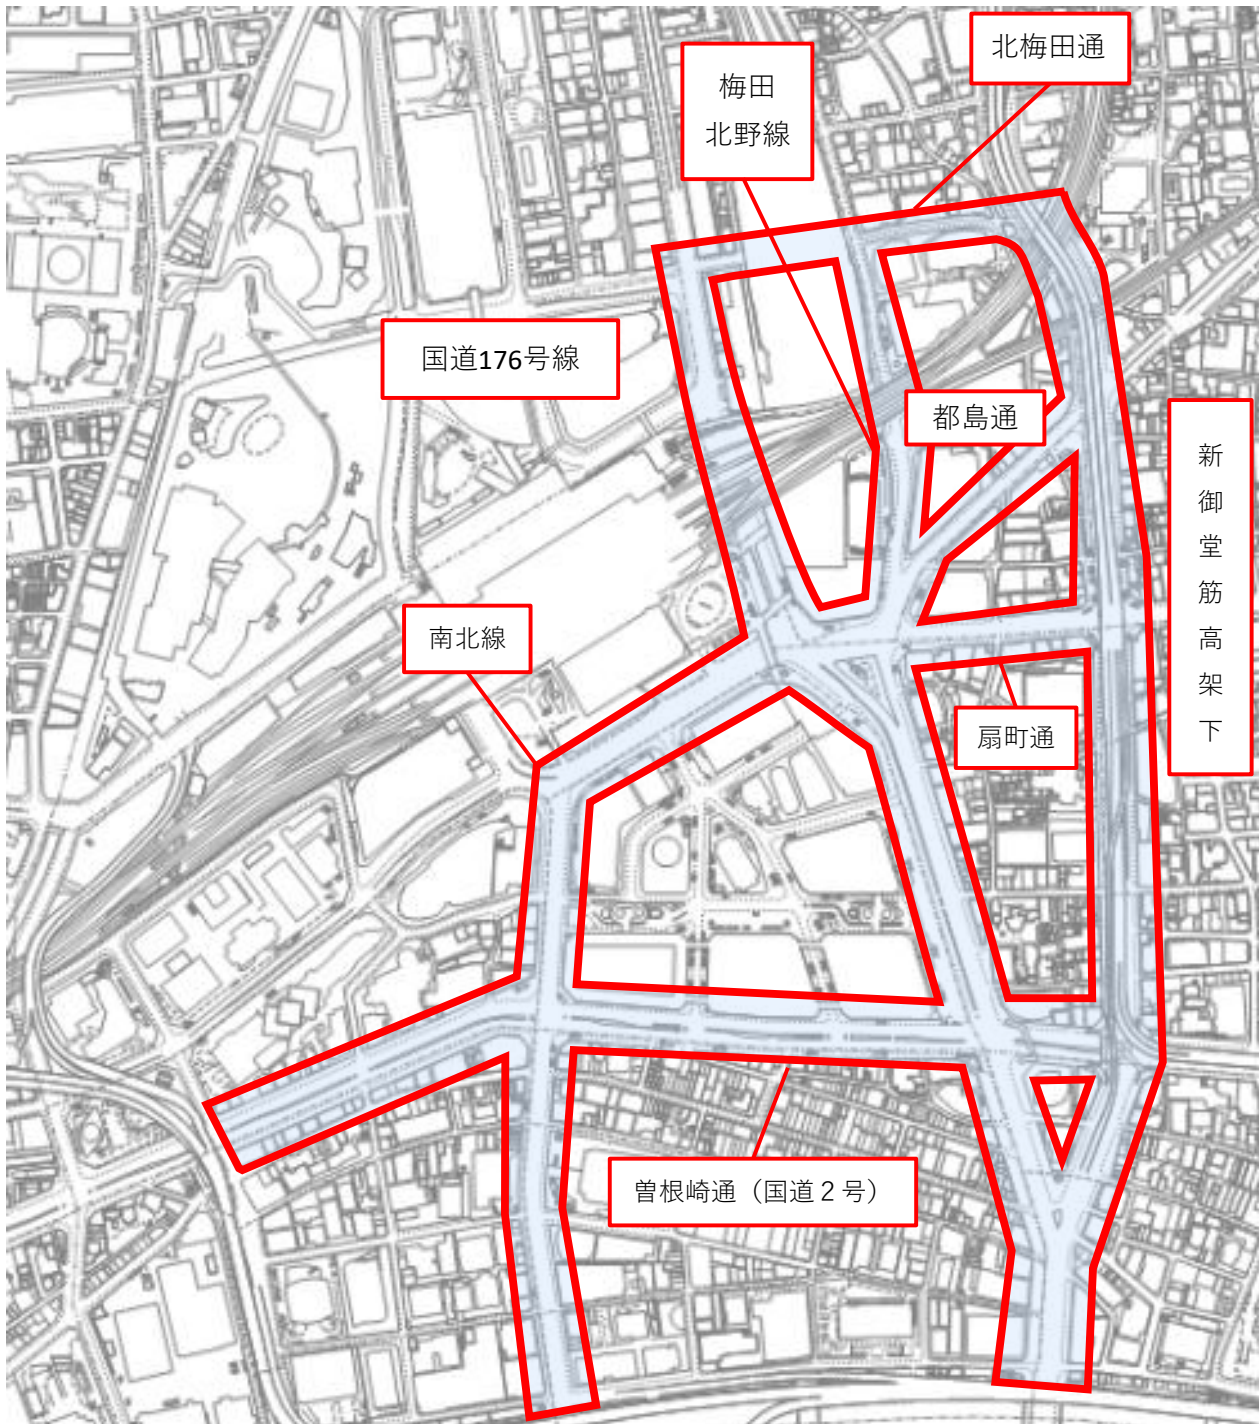 北梅田通
梅田
北野線
国道176号線
都島通
新御堂筋高架下
南北線
扇町通
曽根崎通（国道２号）